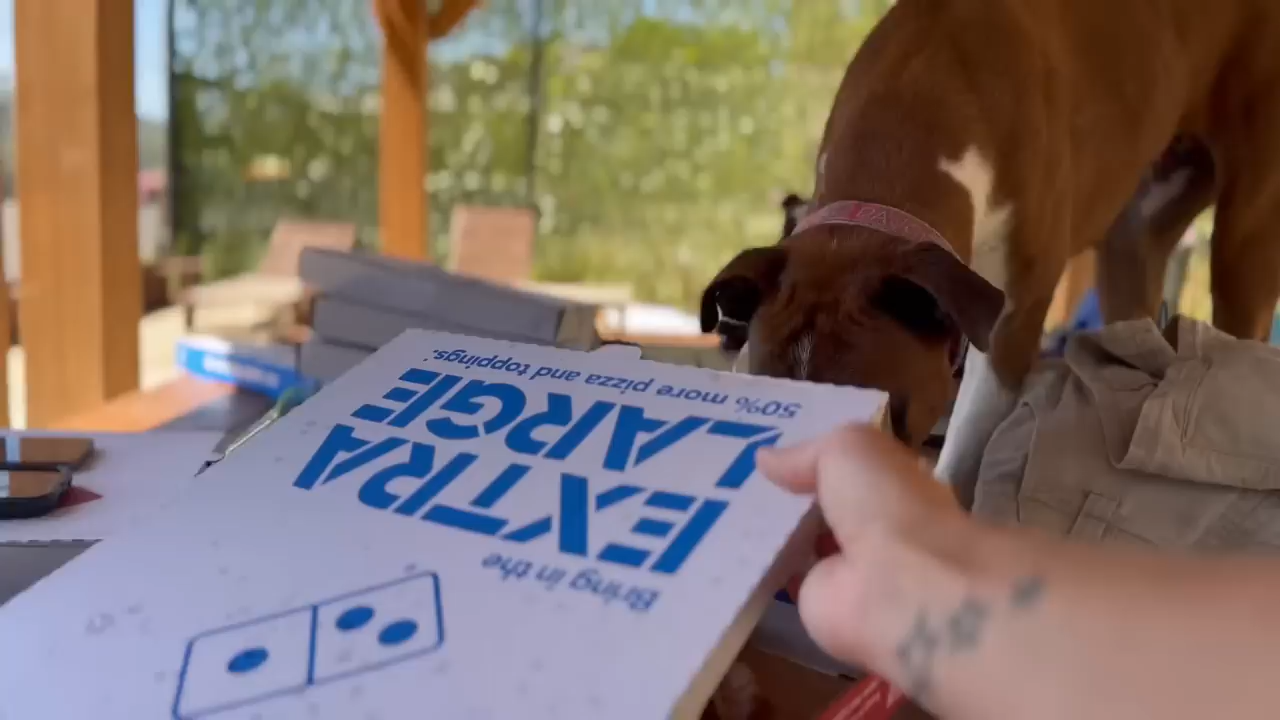 Bring in the
EXTRA
LARGE
50% more pizza and toppings.